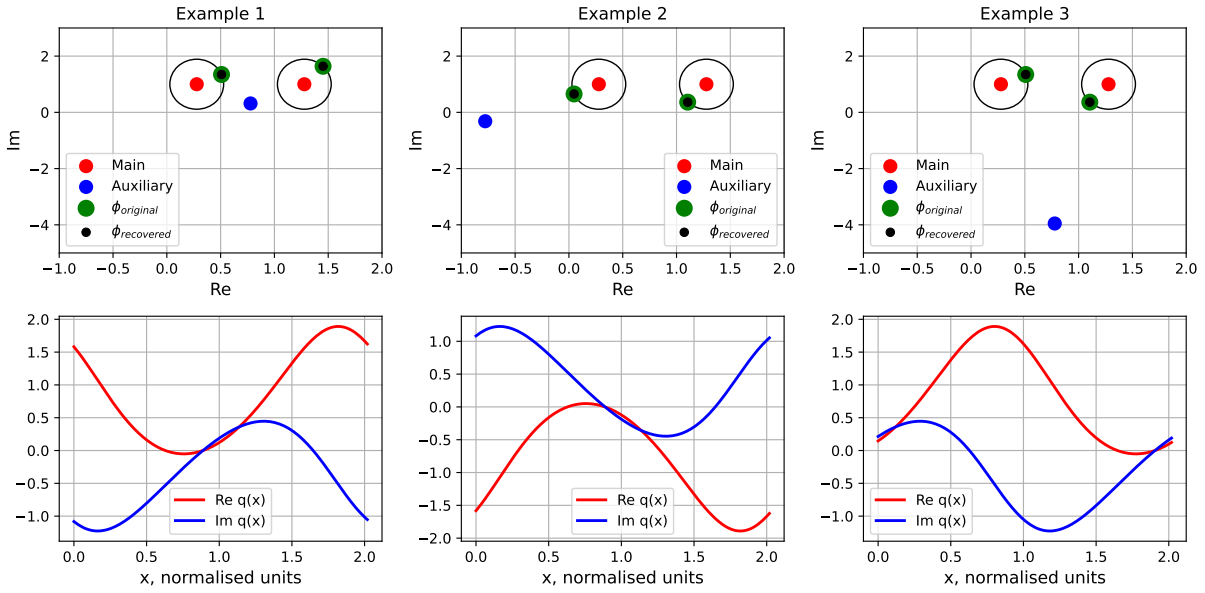 Example 1
Example 2
Example 3
Im
2
0
−2
−4
Main
Auxiliary
ϕoriginal
ϕrecovered
−1.0 −0.5 0.0 0.5 1.0 1.5 2.0
Re
Im
2
0
−2
−4
Main
Auxiliary
ϕoriginal
ϕrecovered
−1.0 −0.5 0.0 0.5 1.0 1.5 2.0
Re
Im
2
0
−2
−4
Main
Auxiliary
ϕoriginal
ϕrecovered
−1.0 −0.5 0.0 0.5 1.0 1.5 2.0
Re
2.0
1.5
1.0
0.5
0.0
−0.5
−1.0
Re q(x)
Im q(x)
0.0 0.5 1.0 1.5 2.0
x, normalised units
1.0
0.5
0.0
−0.5
−1.0
−1.5
−2.0
Re q(x)
Im q(x)
0.0 0.5 1.0 1.5 2.0
x, normalised units
2.0
1.5
1.0
0.5
0.0
−0.5
−1.0
Re q(x)
Im q(x)
0.0 0.5 1.0 1.5 2.0
x, normalised units